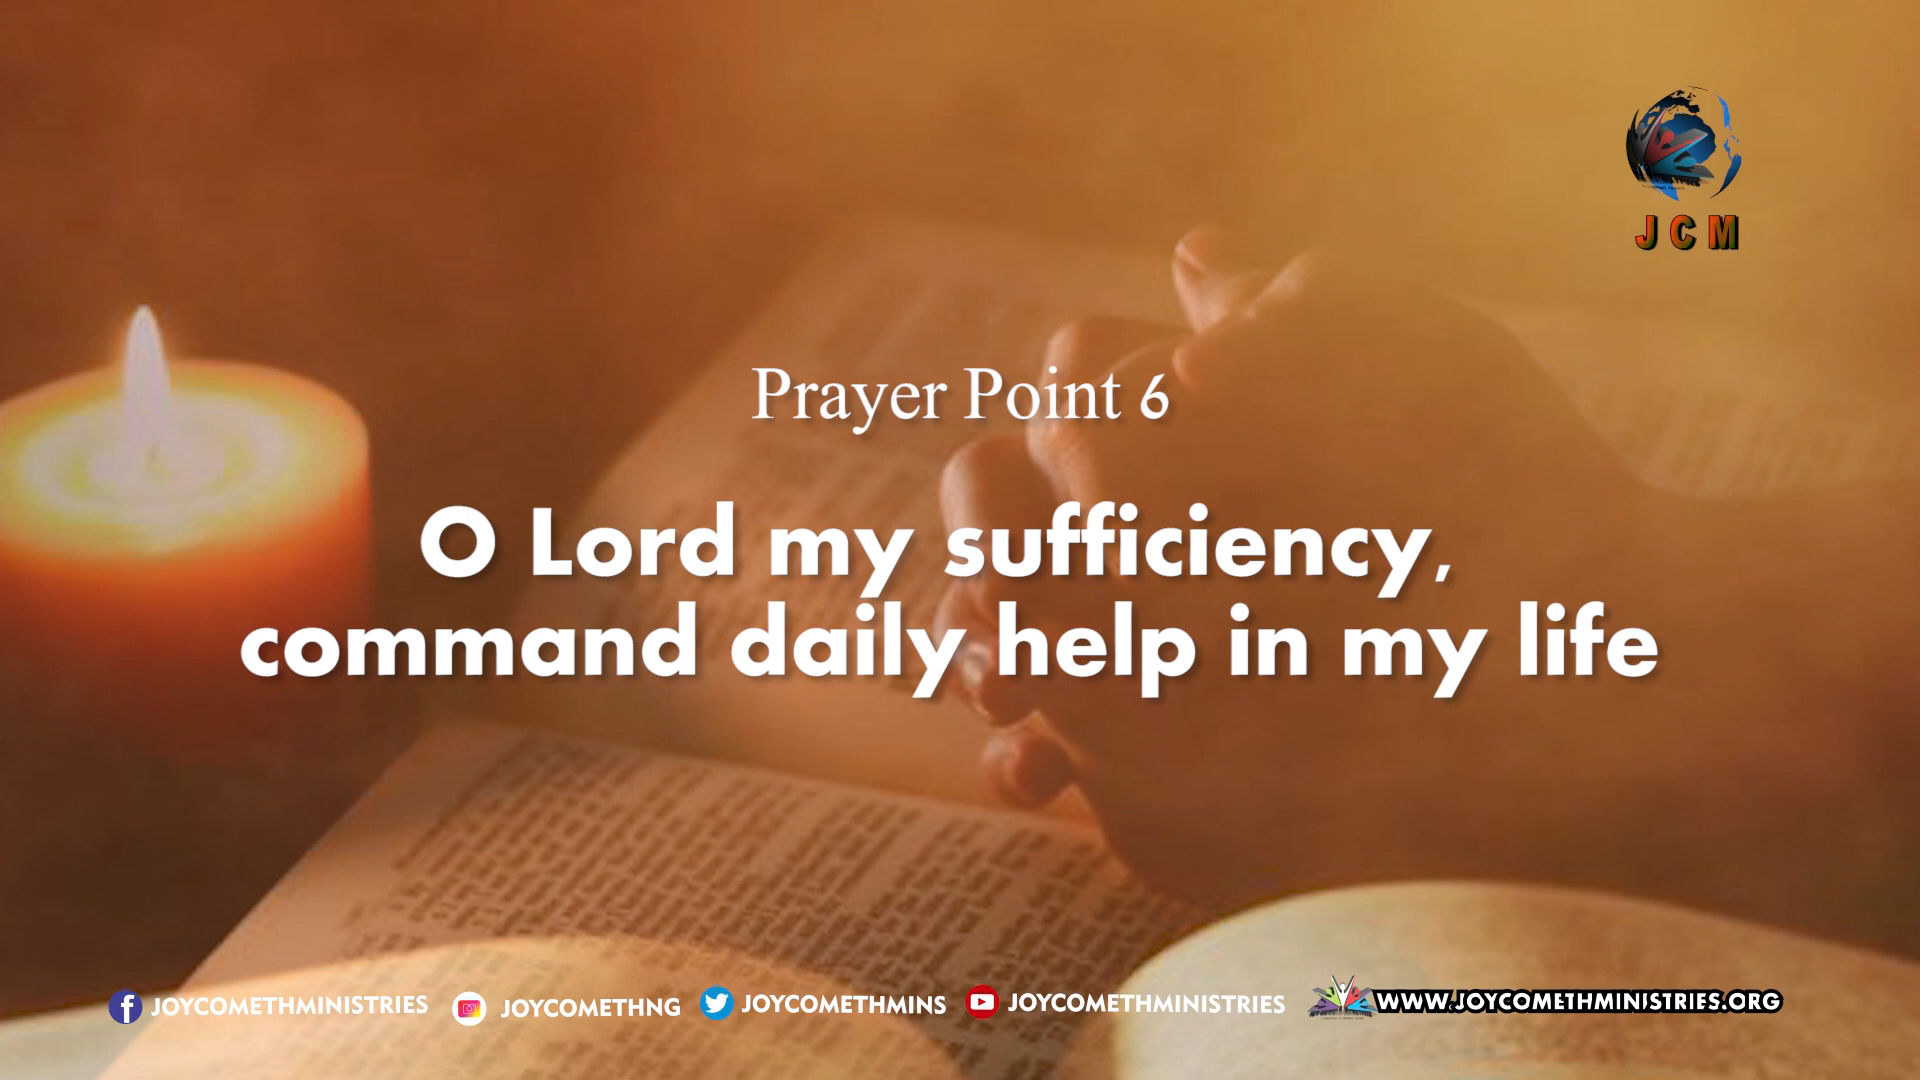 JCM
Prayer Point 6
O Lord my sufficiency,
command daily help in my life
JOYCOMETHMINISTRIES
JOYCOMETHNG
JOYCOMETHMINS
JOYCOMETHMINISTRIES
WWW.JOYCOMETHMINISTRIES.ORG